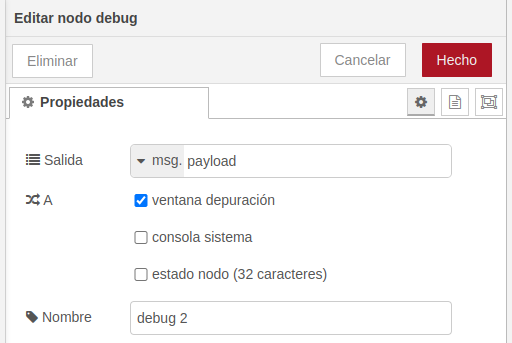 Editar nodo debug
Eliminar
Cancelar
Hecho
Propiedades
Salida
msg. payload
A
ventana depuración
consola sistema
estado nodo (32 caracteres)
Nombre
debug 2